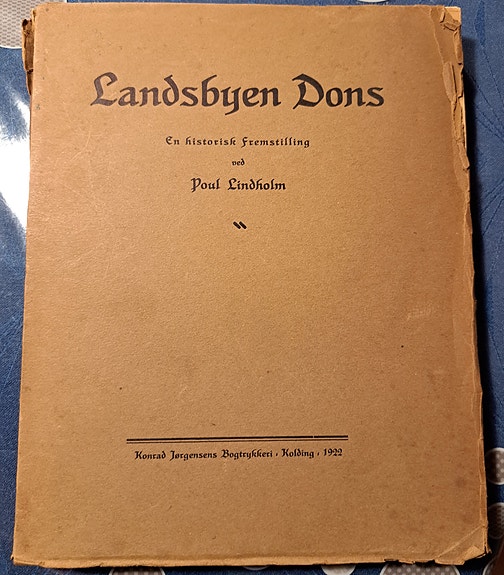 Landsbyen Dons
En historisk Fremstilling
ved
Poul Lindholm
Konrad Jørgensens Bogtrykkeri · Kolding · 1922